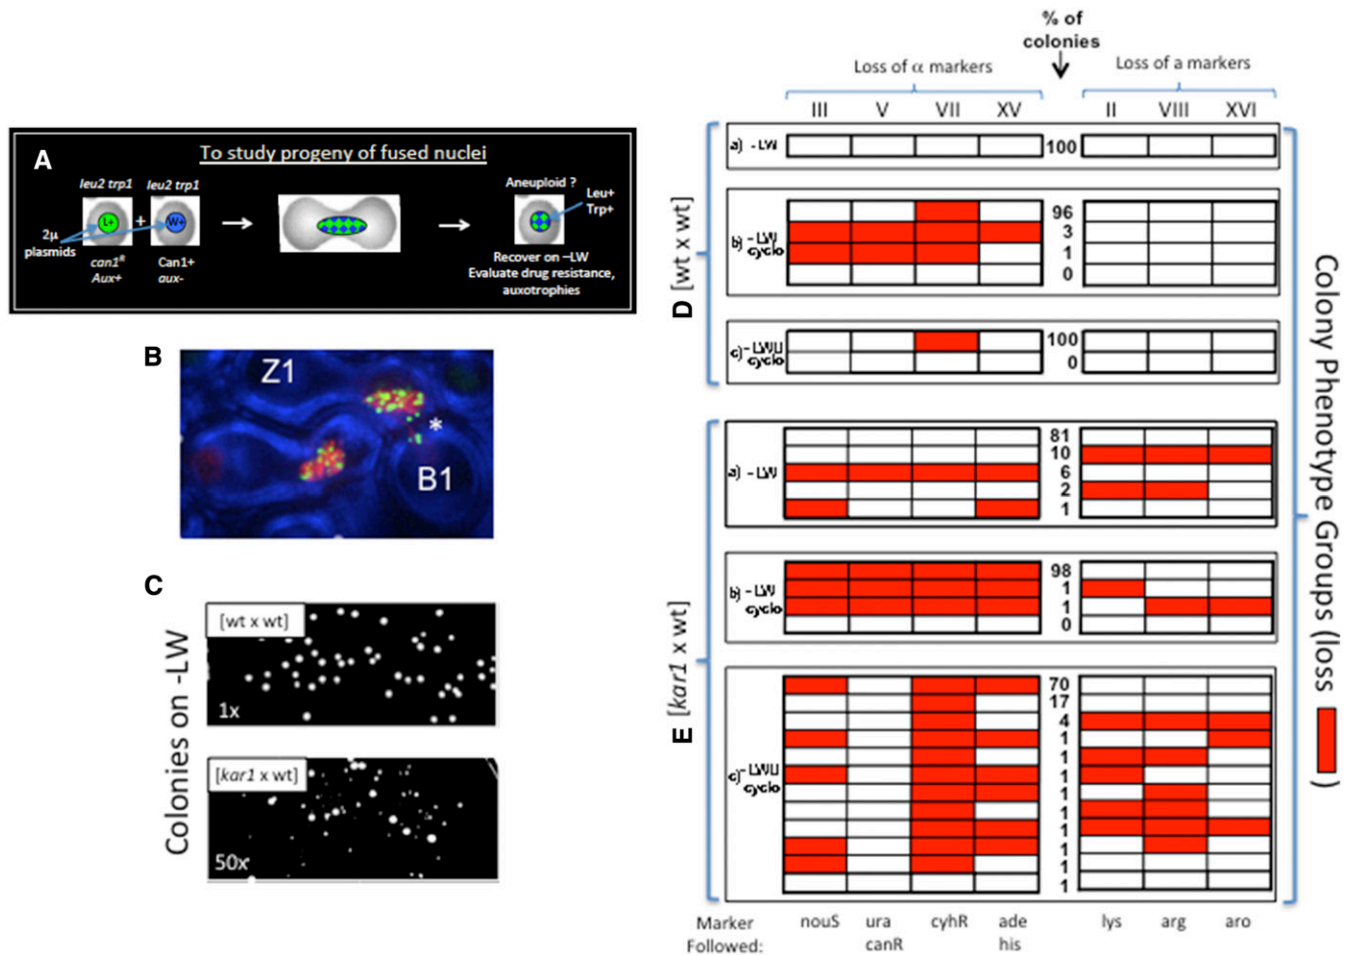 A
To study progeny of fused nuclei
leu2 trp1
leu2 trp1
L+
+
W+
2µ
plasmids
can1R
Aux+
Can1+
aux-
Aneuploid ?
Leu+
Trp+
Recover on –LW
Evaluate drug resistance,
auxotrophies
B
Z1
*
B1
C
Colonies on -LW
[wt x wt]
1x
[kar1 x wt]
50x
% of
colonies
Loss of α markers
Loss of a markers
III V VII XV
II VIII XVI
D [wt x wt]
a) - LW
100
b) - LW
cyclo
96
3
1
0
c) - LWU
cyclo
100
0
E [kar1 x wt]
a) - LW
81
10
6
2
1
b) - LW
cyclo
98
1
1
0
c) - LWU
cyclo
70
17
4
1
1
1
1
1
1
1
1
1
Marker
Followed:
nouS
ura
canR
cyhR
ade
his
lys
arg
aro
Colony Phenotype Groups (loss )